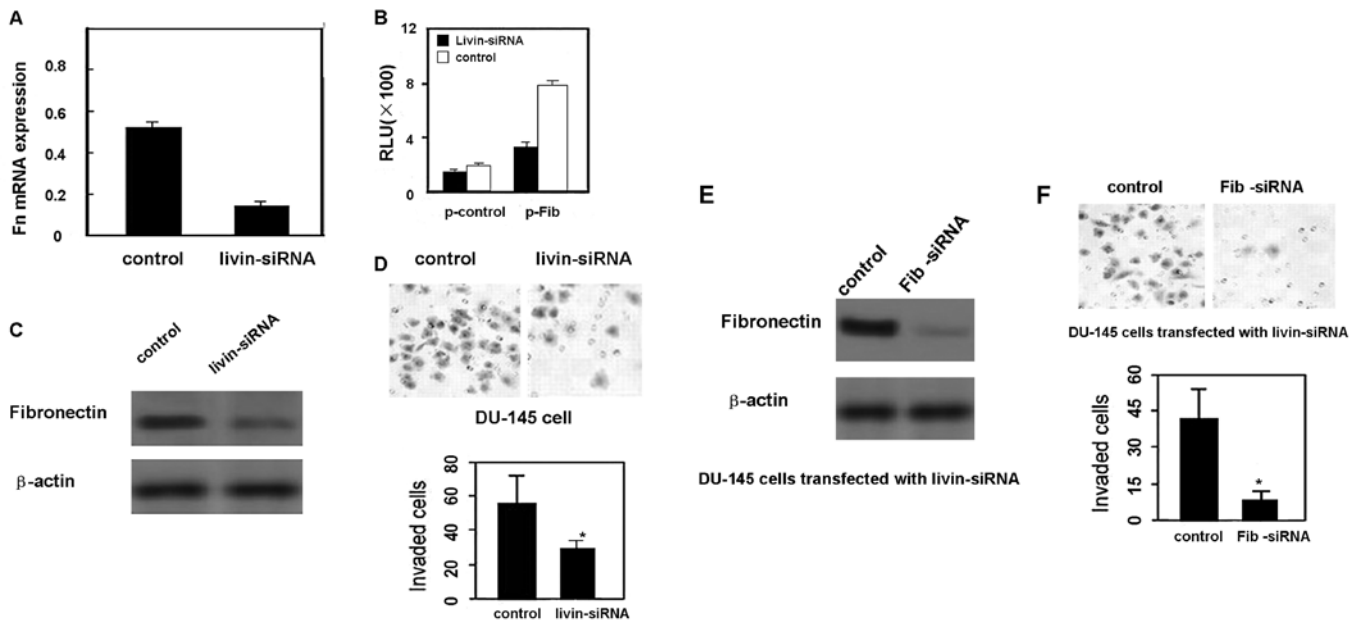 A
Fn mRNA expression
0.8
0.6
0.4
0.2
0
control livin-siRNA
B
RLU(×100)
12
8
4
0
Livin-siRNA
control
p-control p-Fib
C
control livin-siRNA
Fibronectin
β-actin
D
control livin-siRNA
DU-145 cell
Invaded cells
80
60
40
20
0
*
control livin-siRNA
E
control Fib -siRNA
Fibronectin
β-actin
DU-145 cells transfected with livin-siRNA
F
control Fib -siRNA
DU-145 cells transfected with livin-siRNA
Invaded cells
60
45
30
15
0
*
control Fib -siRNA